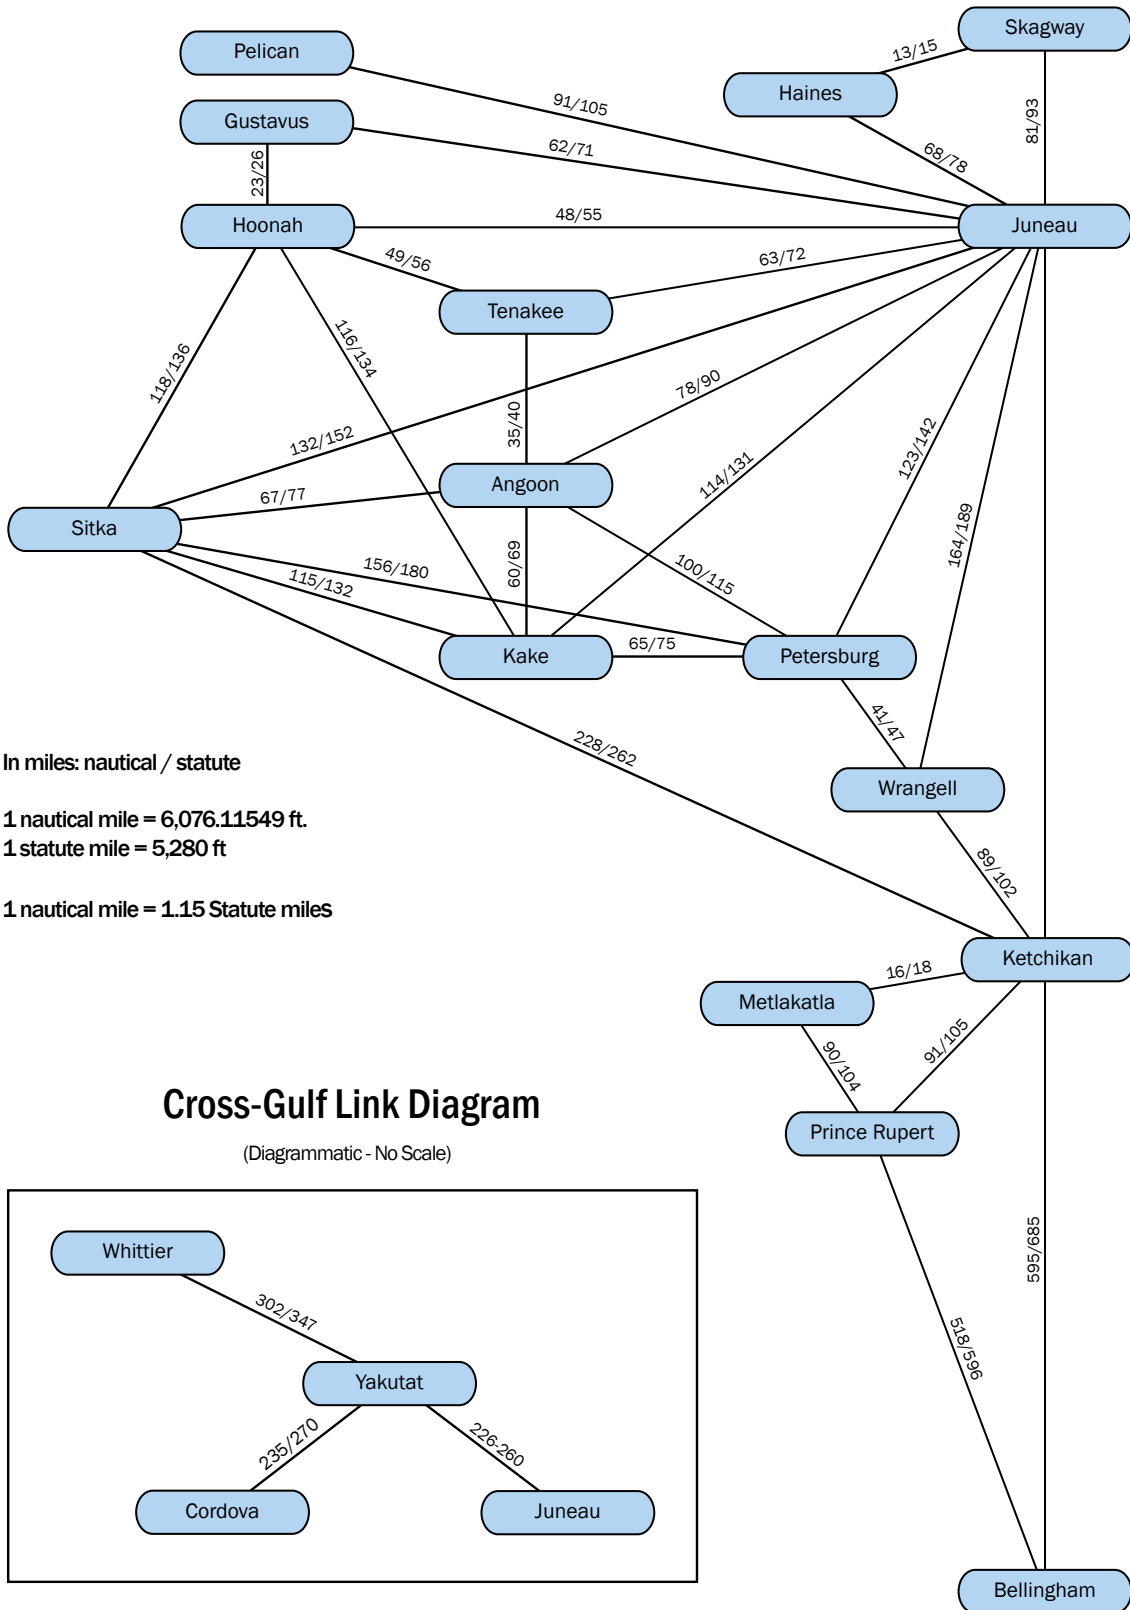 Skagway
Pelican
13/15
Haines
91/105
81/93
Gustavus
62/71
68/78
23/26
Hoonah
48/55
Juneau
49/56
63/72
Tenakee
116/134
118/136
78/90
35/40
132/152
123/142
114/131
67/77
Angoon
Sitka
164/189
156/180
60/69
100/115
115/132
65/75
Kake
Petersburg
41/47
228/262
In miles: nautical / statute
Wrangell
1 nautical mile = 6,076.11549 ft.
1 statute mile = 5,280 ft
89/102
1 nautical mile = 1.15 Statute miles
Ketchikan
16/18
Metlakatla
91/105
90/104
Cross-Gulf Link Diagram
Prince Rupert
(Diagrammatic - No Scale)
Whittier
595/685
302/347
518/596
Yakutat
235/270
226-260
Cordova
Juneau
Bellingham